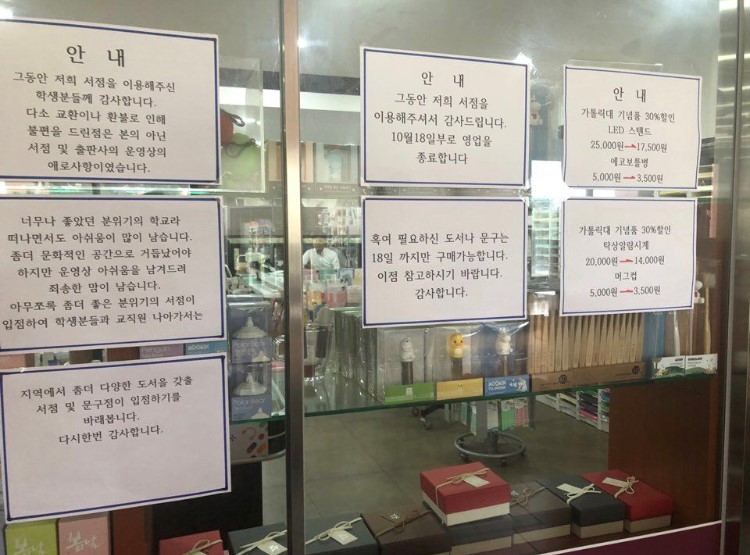 안 내
그동안 저희 서점을 이용해주신
학생분들께 감사합니다.
다소 교환이나 환불로 인해
불편을 드린점은 본의 아닌
서점 및 출판사의 운영상의
애로사항이였습니다.
너무나 좋았던 분위기의 학교라
떠나면서도 아쉬움이 많이 남습니다.
좀더 문화적인 공간으로 거듭났어야
하지만 운영상 아쉬움을 남겨드려
죄송한 맘이 남습니다.
아무쪼록 좀더 좋은 분위기의 서점이
입점하여 학생분들과 교직원 나아가서는
지역에서 좀더 다양한 도서을 갖출
서점 및 문구점이 입점하기를
바래봅니다.
다시한번 감사합니다.
안 내
그동안 저희 서점을
이용해주셔서 감사드립니다.
10월18일부로 영업을
종료합니다
혹여 필요하신 도서나 문구는
18일 까지만 구매가능합니다.
이점 참고하시기 바랍니다.
감사합니다.
안 내
가톨릭대 기념품 30%할인
LED 스탠드
25,000원→17,500원
에코보틀병
5,000원→3,500원
가톨릭대 기념품 30%할인
탁상알람시계
20,000원→14,000원
머그컵
5,000원→3,500원
봄날